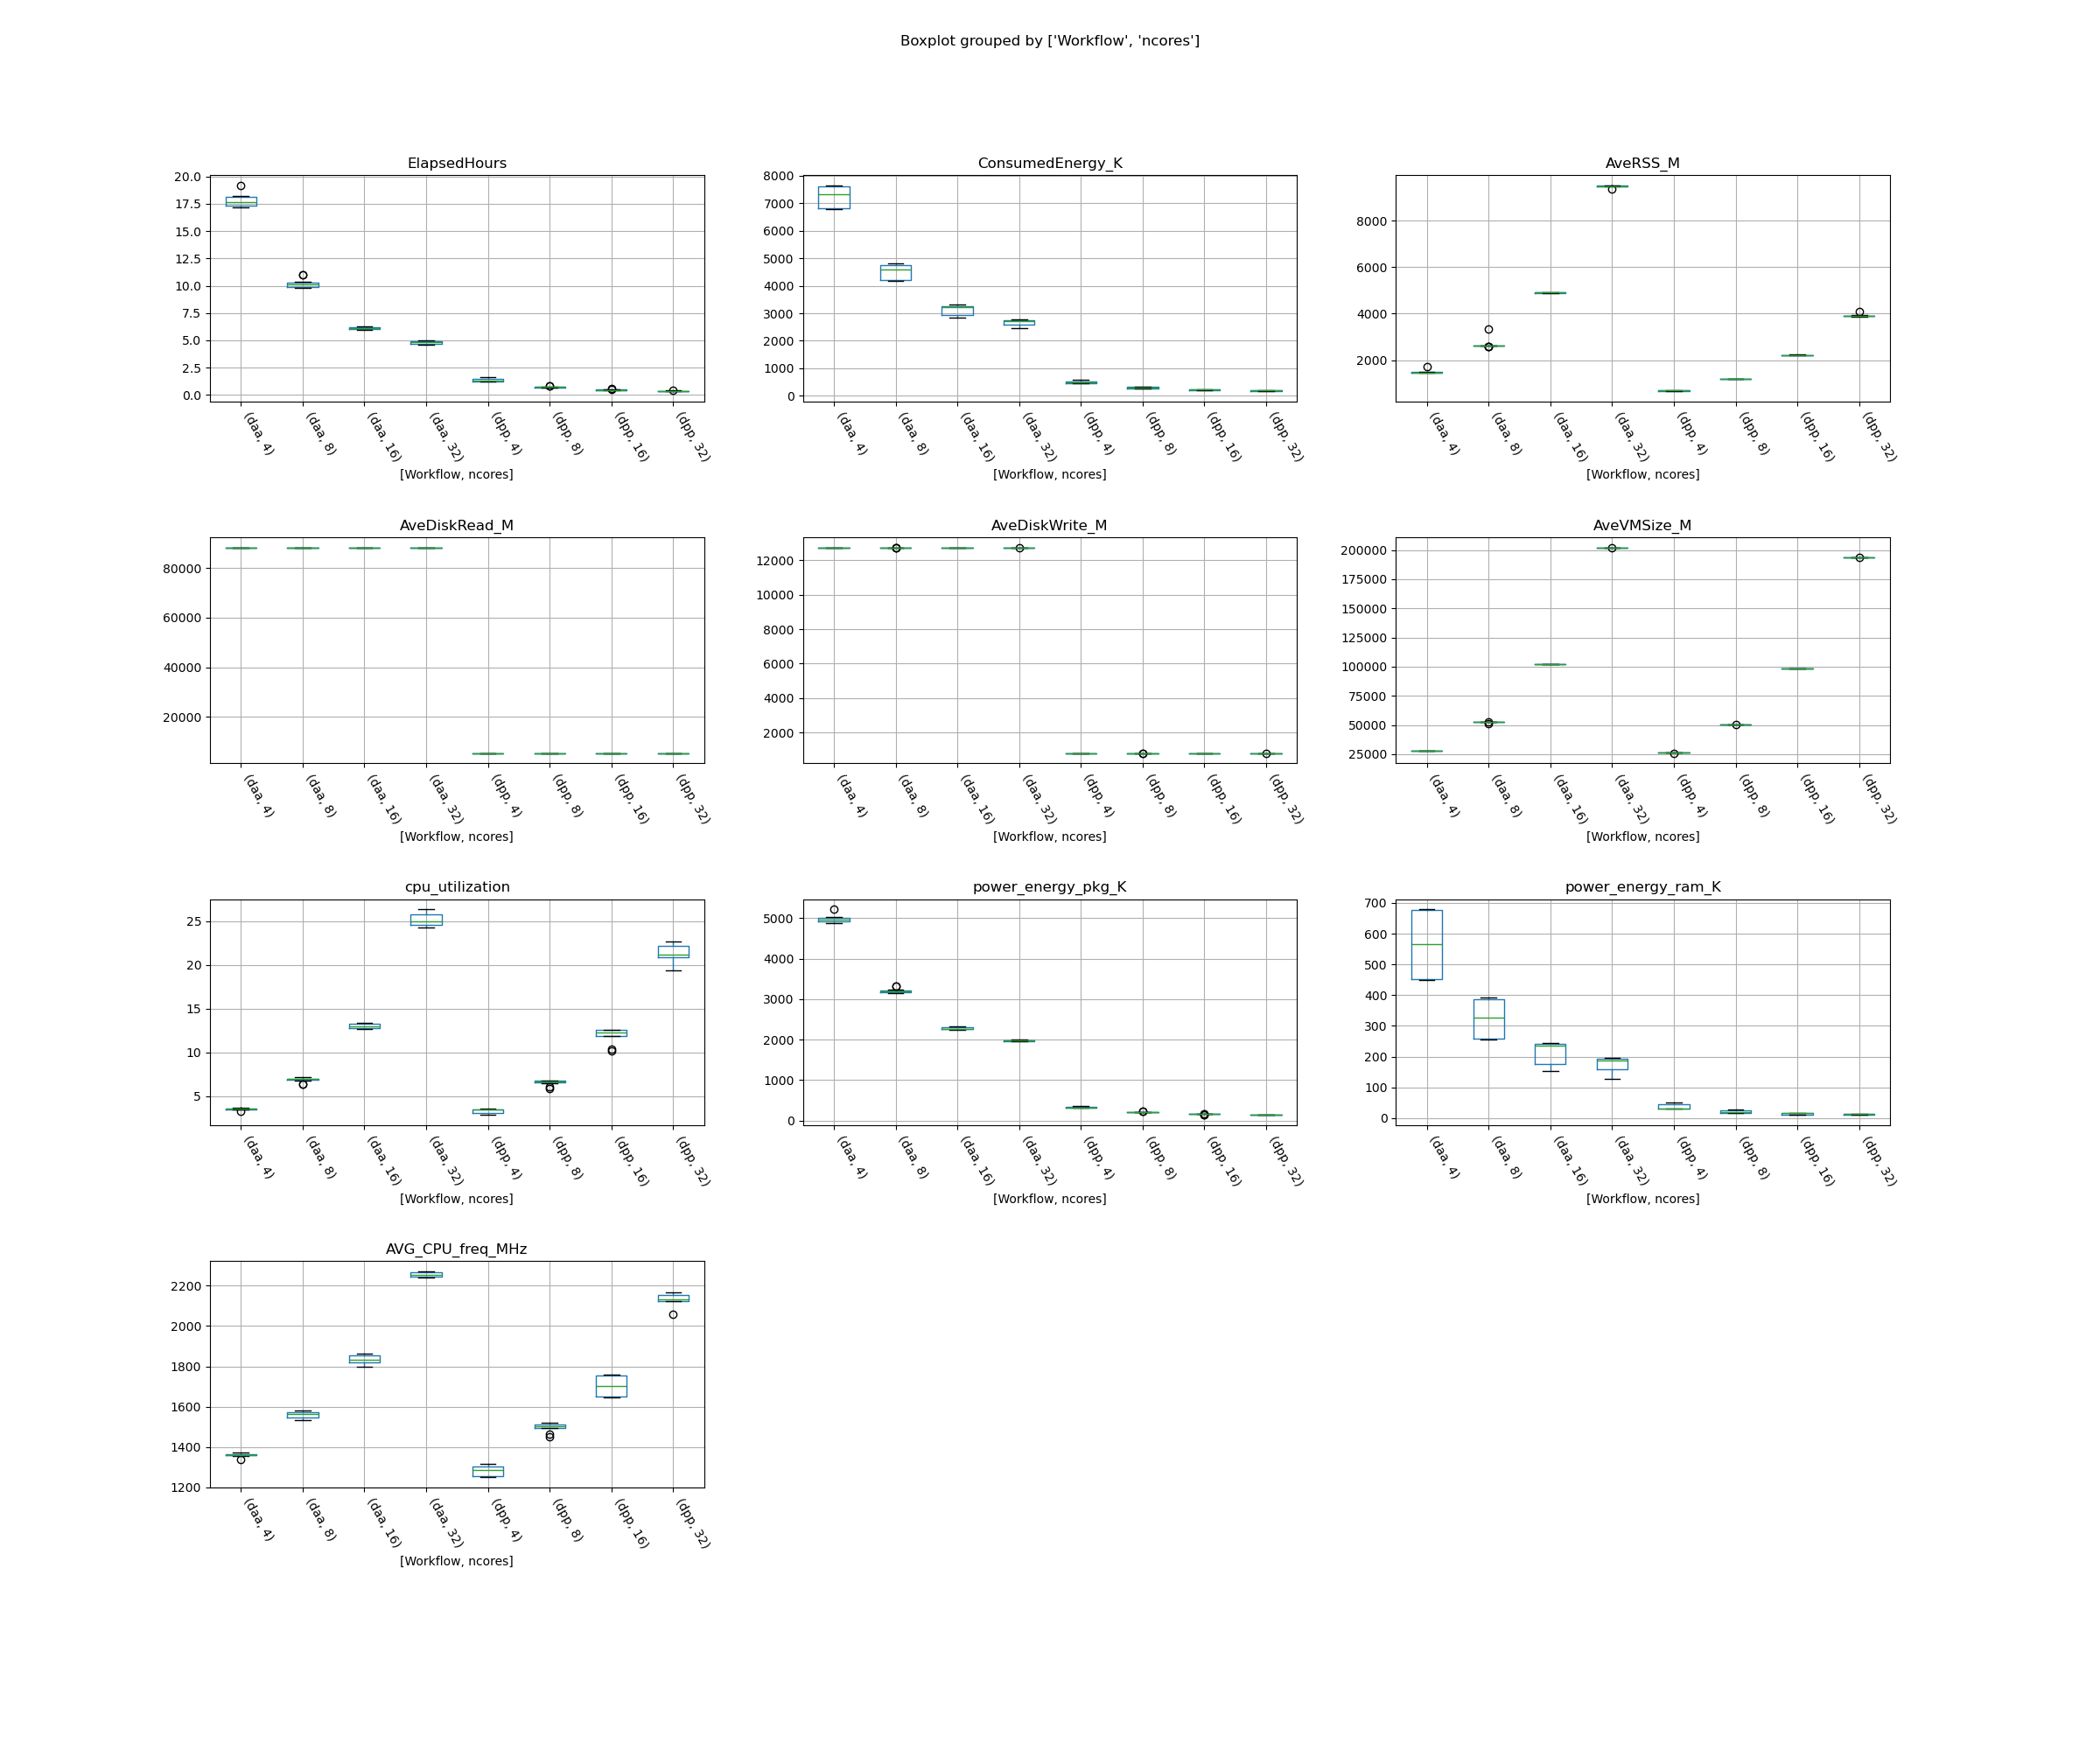 Boxplot grouped by ['Workflow', 'ncores']
ElapsedHours
20.0
17.5
15.0
12.5
10.0
7.5
5.0
2.5
0.0
(daa, 4)
(daa, 8)
(daa, 16)
(daa, 32)
(dpp, 4)
(dpp, 8)
(dpp, 16)
(dpp, 32)
[Workflow, ncores]
ConsumedEnergy_K
8000
7000
6000
5000
4000
3000
2000
1000
0
(daa, 4)
(daa, 8)
(daa, 16)
(daa, 32)
(dpp, 4)
(dpp, 8)
(dpp, 16)
(dpp, 32)
[Workflow, ncores]
AveRSS_M
8000
6000
4000
2000
(daa, 4)
(daa, 8)
(daa, 16)
(daa, 32)
(dpp, 4)
(dpp, 8)
(dpp, 16)
(dpp, 32)
[Workflow, ncores]
AveDiskRead_M
80000
60000
40000
20000
(daa, 4)
(daa, 8)
(daa, 16)
(daa, 32)
(dpp, 4)
(dpp, 8)
(dpp, 16)
(dpp, 32)
[Workflow, ncores]
AveDiskWrite_M
12000
10000
8000
6000
4000
2000
(daa, 4)
(daa, 8)
(daa, 16)
(daa, 32)
(dpp, 4)
(dpp, 8)
(dpp, 16)
(dpp, 32)
[Workflow, ncores]
AveVMSize_M
200000
175000
150000
125000
100000
75000
50000
25000
(daa, 4)
(daa, 8)
(daa, 16)
(daa, 32)
(dpp, 4)
(dpp, 8)
(dpp, 16)
(dpp, 32)
[Workflow, ncores]
cpu_utilization
25
20
15
10
5
(daa, 4)
(daa, 8)
(daa, 16)
(daa, 32)
(dpp, 4)
(dpp, 8)
(dpp, 16)
(dpp, 32)
[Workflow, ncores]
power_energy_pkg_K
5000
4000
3000
2000
1000
0
(daa, 4)
(daa, 8)
(daa, 16)
(daa, 32)
(dpp, 4)
(dpp, 8)
(dpp, 16)
(dpp, 32)
[Workflow, ncores]
power_energy_ram_K
700
600
500
400
300
200
100
0
(daa, 4)
(daa, 8)
(daa, 16)
(daa, 32)
(dpp, 4)
(dpp, 8)
(dpp, 16)
(dpp, 32)
[Workflow, ncores]
AVG_CPU_freq_MHz
2200
2000
1800
1600
1400
1200
(daa, 4)
(daa, 8)
(daa, 16)
(daa, 32)
(dpp, 4)
(dpp, 8)
(dpp, 16)
(dpp, 32)
[Workflow, ncores]